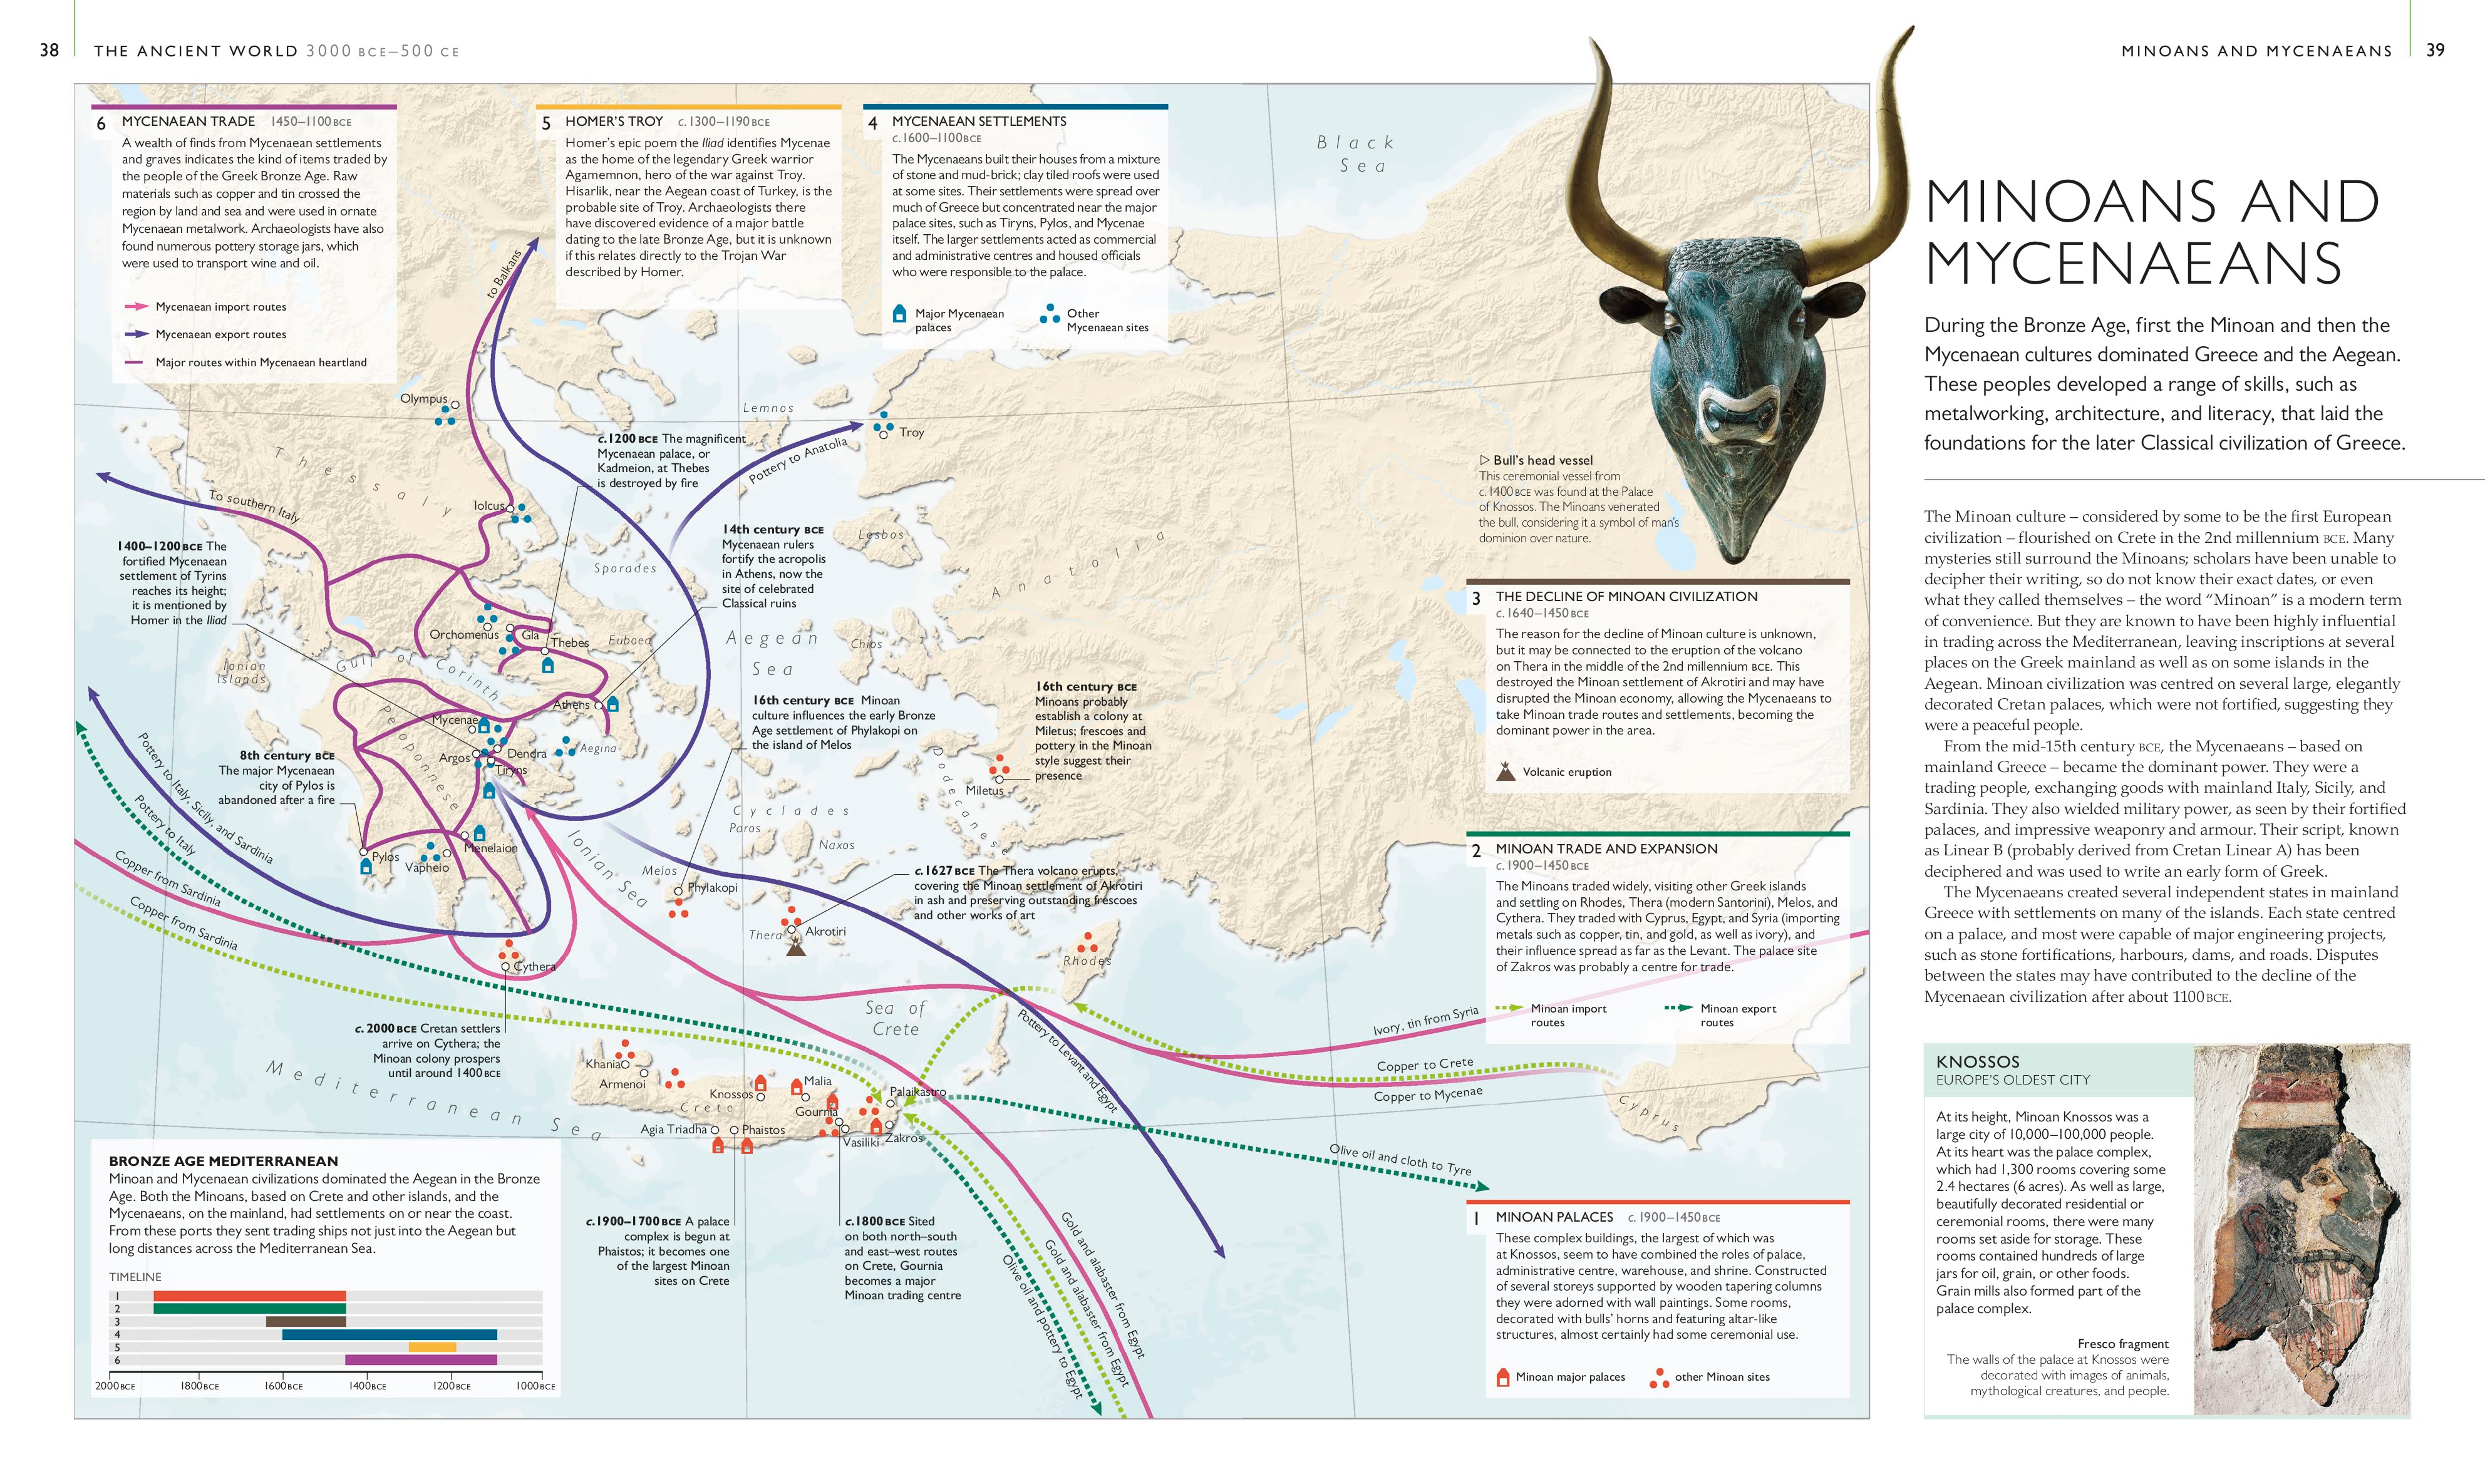 38
THE ANCIENT WORLD 3000 BCE–500 CE
MINOANS AND MYCENAEANS
39
6 MYCENAEAN TRADE 1450–1100 BCE
A wealth of finds from Mycenaean settlements
and graves indicates the kind of items traded by
the people of the Greek Bronze Age. Raw
materials such as copper and tin crossed the
region by land and sea and were used in ornate
Mycenaean metalwork. Archaeologists have also
found numerous pottery storage jars, which
were used to transport wine and oil.
Mycenaean import routes
Mycenaean export routes
Major routes within Mycenaean heartland
5 HOMER'S TROY c. 1300–1190 BCE
Homer's epic poem the Iliad identifies Mycenae
as the home of the legendary Greek warrior
Agamemnon, hero of the war against Troy.
Hisarlik, near the Aegean coast of Turkey, is the
probable site of Troy. Archaeologists there
have discovered evidence of a major battle
dating to the late Bronze Age, but it is unknown
if this relates directly to the Trojan War
described by Homer.
4 MYCENAEAN SETTLEMENTS
c. 1600–1100 BCE
The Mycenaeans built their houses from a mixture
of stone and mud-brick; clay tiled roofs were used
at some sites. Their settlements were spread over
much of Greece but concentrated near the major
palace sites, such as Tiryns, Pylos, and Mycenae
itself. The larger settlements acted as commercial
and administrative centres and housed officials
who were responsible to the palace.
Major Mycenaean
palaces
Other
Mycenaean sites
Black
Sea
to Balkans
Olympus
Lemnos
Troy
Pottery to Anatolia
c. 1200 BCE The magnificent
Mycenaean palace, or
Kadmeion, at Thebes
is destroyed by fire
Thessaly
To southern Italy
Iolcus
14th century BCE
Mycenaean rulers
fortify the acropolis
in Athens, now the
site of celebrated
Classical ruins
Lesbos
Anatolia
Sporades
1400–1200 BCE The
fortified Mycenaean
settlement of Tyrins
reaches its height;
it is mentioned by
Homer in the Iliad
Orchomenus
Gla
Thebes
Euboea
Aegean
Sea
Chios
Ionian
Islands
Gulf of Corinth
Athens
Mycenae
Peloponnese
Argos
Dendra
Tiryns
Aegina
16th century BCE Minoan
culture influences the early Bronze
Age settlement of Phylakopi on
the island of Melos
16th century BCE
Minoans probably
establish a colony at
Miletus; frescoes and
pottery in the Minoan
style suggest their
presence
Miletus
Dodecanese
8th century BCE
The major Mycenaean
city of Pylos is
abandoned after a fire
Pylos
Vapheio
Menelaion
Cyclades
Paros
Naxos
Ionian Sea
Melos
Phylakopi
Pottery to Italy, Sicily, and Sardinia
Pottery to Italy
Copper from Sardinia
Copper from Sardinia
c. 1627 BCE The Thera volcano erupts,
covering the Minoan settlement of Akrotiri
in ash and preserving outstanding frescoes
and other works of art
Thera
Akrotiri
Rhodes
Cythera
Sea of
Crete
c. 2000 BCE Cretan settlers
arrive on Cythera; the
Minoan colony prospers
until around 1400 BCE
Mediterranean Sea
Khania
Armenoi
Knossos
Malia
Crete
Gournia
Palaikastro
Agia Triadha
Phaistos
Vasiliki
Zakros
Pottery to Levant and Egypt
Ivory, tin from Syria
Copper to Crete
Copper to Mycenae
Cyprus
Olive oil and cloth to Tyre
Gold and alabaster from Egypt
Gold and alabaster from Egypt
Olive oil and pottery to Egypt
c. 1900–1700 BCE A palace
complex is begun at
Phaistos; it becomes one
of the largest Minoan
sites on Crete
c. 1800 BCE Sited
on both north–south
and east–west routes
on Crete, Gournia
becomes a major
Minoan trading centre
BRONZE AGE MEDITERRANEAN
Minoan and Mycenaean civilizations dominated the Aegean in the Bronze
Age. Both the Minoans, based on Crete and other islands, and the
Mycenaeans, on the mainland, had settlements on or near the coast.
From these ports they sent trading ships not just into the Aegean but
long distances across the Mediterranean Sea.
TIMELINE
1
2
3
4
5
6
2000 BCE 1800 BCE 1600 BCE 1400 BCE 1200 BCE 1000 BCE
▷ Bull's head vessel
This ceremonial vessel from
c. 1400 BCE was found at the Palace
of Knossos. The Minoans venerated
the bull, considering it a symbol of man's
dominion over nature.
3 THE DECLINE OF MINOAN CIVILIZATION
c. 1640–1450 BCE
The reason for the decline of Minoan culture is unknown,
but it may be connected to the eruption of the volcano
on Thera in the middle of the 2nd millennium BCE. This
destroyed the Minoan settlement of Akrotiri and may have
disrupted the Minoan economy, allowing the Mycenaeans to
take Minoan trade routes and settlements, becoming the
dominant power in the area.
Volcanic eruption
2 MINOAN TRADE AND EXPANSION
c. 1900–1450 BCE
The Minoans traded widely, visiting other Greek islands
and settling on Rhodes, Thera (modern Santorini), Melos, and
Cythera. They traded with Cyprus, Egypt, and Syria (importing
metals such as copper, tin, and gold, as well as ivory), and
their influence spread as far as the Levant. The palace site
of Zakros was probably a centre for trade.
Minoan import
routes
Minoan export
routes
1 MINOAN PALACES c. 1900–1450 BCE
These complex buildings, the largest of which was
at Knossos, seem to have combined the roles of palace,
administrative centre, warehouse, and shrine. Constructed
of several storeys supported by wooden tapering columns
they were adorned with wall paintings. Some rooms,
decorated with bulls' horns and featuring altar-like
structures, almost certainly had some ceremonial use.
Minoan major palaces
other Minoan sites
MINOANS AND
MYCENAEANS
During the Bronze Age, first the Minoan and then the
Mycenaean cultures dominated Greece and the Aegean.
These peoples developed a range of skills, such as
metalworking, architecture, and literacy, that laid the
foundations for the later Classical civilization of Greece.
The Minoan culture – considered by some to be the first European
civilization – flourished on Crete in the 2nd millennium BCE. Many
mysteries still surround the Minoans; scholars have been unable to
decipher their writing, so do not know their exact dates, or even
what they called themselves – the word “Minoan” is a modern term
of convenience. But they are known to have been highly influential
in trading across the Mediterranean, leaving inscriptions at several
places on the Greek mainland as well as on some islands in the
Aegean. Minoan civilization was centred on several large, elegantly
decorated Cretan palaces, which were not fortified, suggesting they
were a peaceful people.
From the mid-15th century BCE, the Mycenaeans – based on
mainland Greece – became the dominant power. They were a
trading people, exchanging goods with mainland Italy, Sicily, and
Sardinia. They also wielded military power, as seen by their fortified
palaces, and impressive weaponry and armour. Their script, known
as Linear B (probably derived from Cretan Linear A) has been
deciphered and was used to write an early form of Greek.
The Mycenaeans created several independent states in mainland
Greece with settlements on many of the islands. Each state centred
on a palace, and most were capable of major engineering projects,
such as stone fortifications, harbours, dams, and roads. Disputes
between the states may have contributed to the decline of the
Mycenaean civilization after about 1100 BCE.
KNOSSOS
EUROPE'S OLDEST CITY
At its height, Minoan Knossos was a
large city of 10,000–100,000 people.
At its heart was the palace complex,
which had 1,300 rooms covering some
2.4 hectares (6 acres). As well as large,
beautifully decorated residential or
ceremonial rooms, there were many
rooms set aside for storage. These
rooms contained hundreds of large
jars for oil, grain, or other foods.
Grain mills also formed part of the
palace complex.
Fresco fragment
The walls of the palace at Knossos were
decorated with images of animals,
mythological creatures, and people.